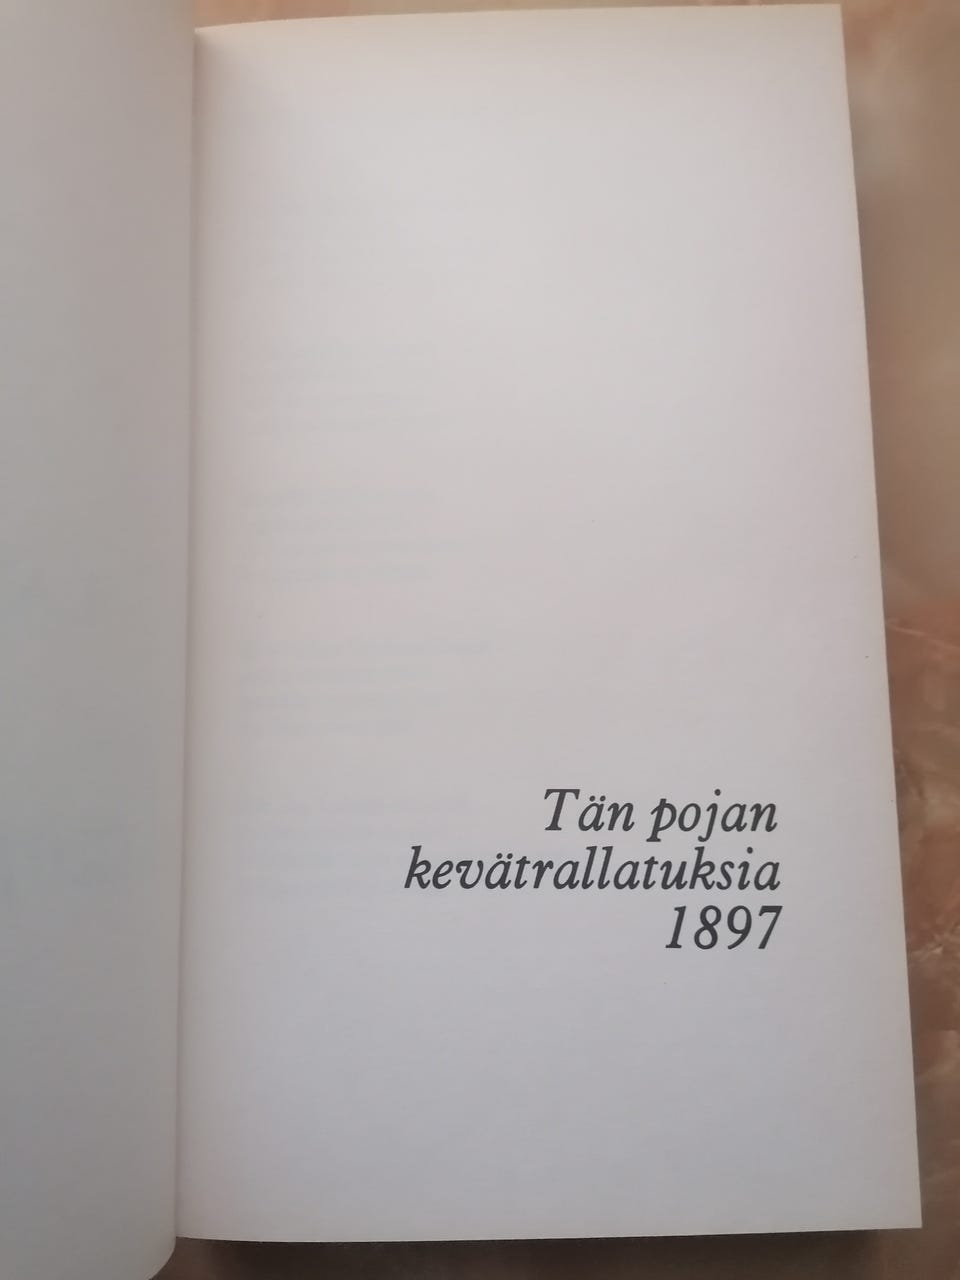 Tän pojan
kevätrallatuksia
1897